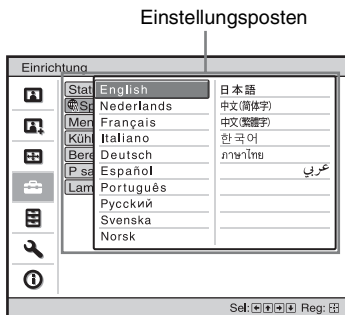 Einstellungsposten
Einrichtung
Stat
Sp
Men
Kühl
Bere
P sa
Lam
English
Nederlands
Français
Italiano
Deutsch
Español
Português
Русский
Svenska
Norsk
日本語
中文(简体字)
中文(繁體字)
한국어
ภาษาไทย
عربي
Sel: Reg: